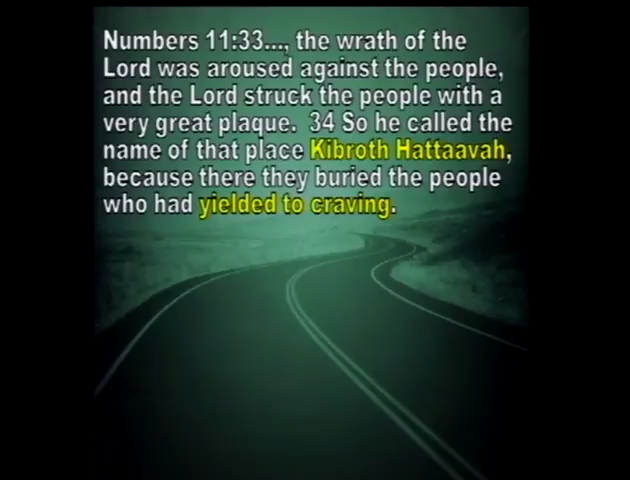 Numbers 11:33..., the wrath of the
Lord was aroused against the people,
and the Lord struck the people with a
very great plaque.  34 So he called the
name of that place Kibroth Hattaavah,
because there they buried the people
who had yielded to craving.